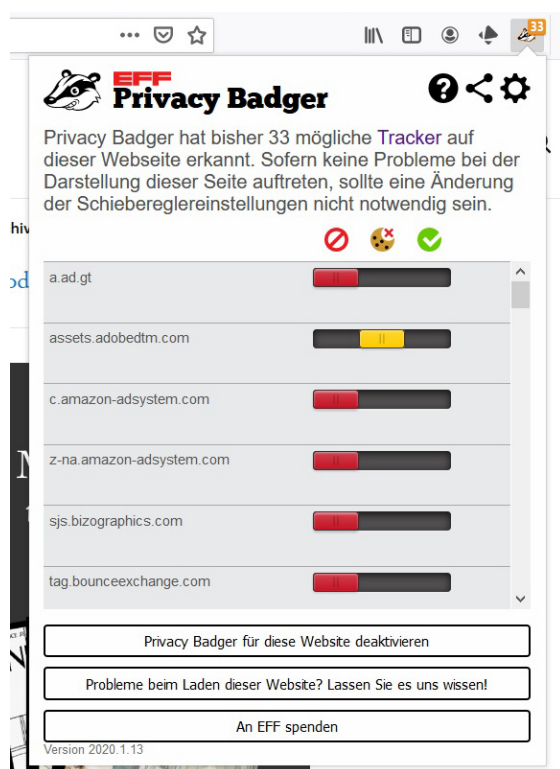 33
EFF
Privacy Badger
Privacy Badger hat bisher 33 mögliche Tracker auf
dieser Webseite erkannt. Sofern keine Probleme bei der
Darstellung dieser Seite auftreten, sollte eine Änderung
der Schiebereglereinstellungen nicht notwendig sein.
a.ad.gt
assets.adobedtm.com
c.amazon-adsystem.com
z-na.amazon-adsystem.com
sjs.bizographics.com
tag.bounceexchange.com
Privacy Badger für diese Website deaktivieren
Probleme beim Laden dieser Website? Lassen Sie es uns wissen!
An EFF spenden
Version 2020.1.13